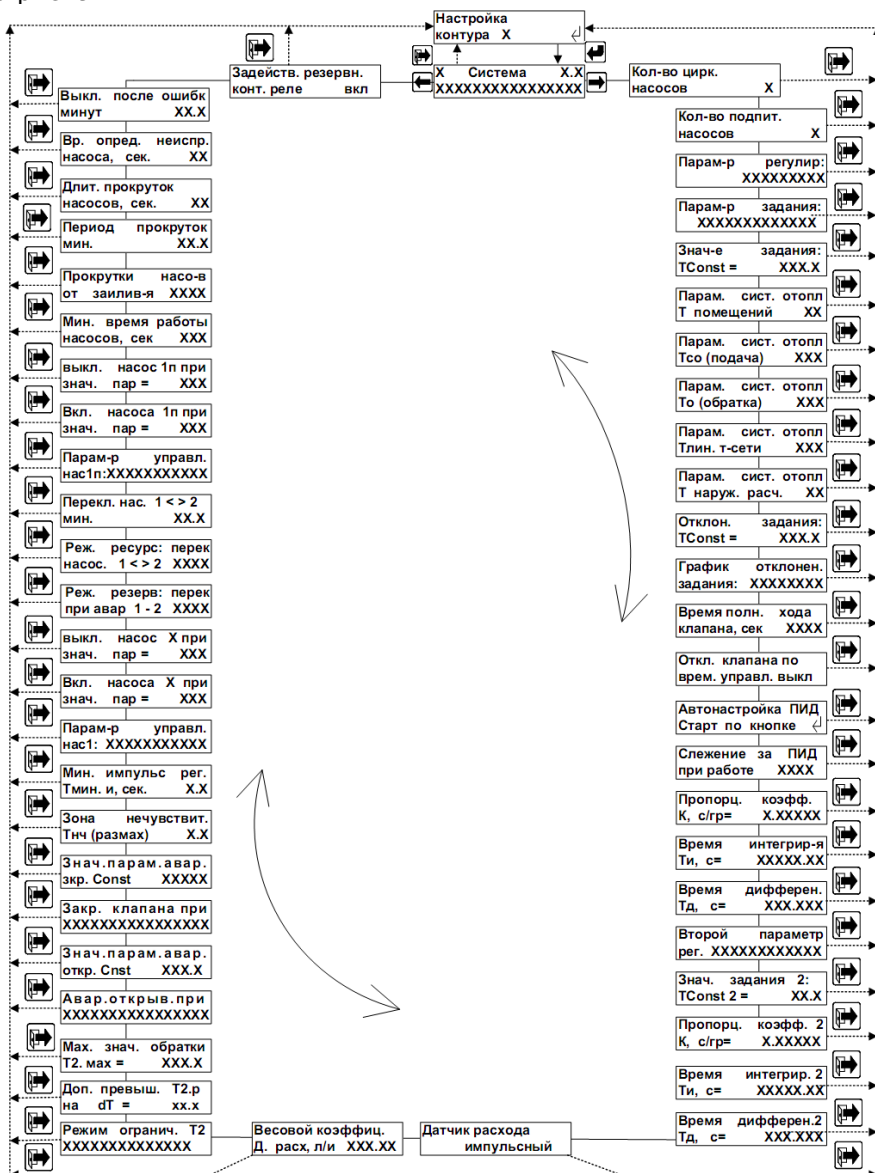 Настройка
контура X
Задейств. резервн.
конт. реле вкл
X Система X.X
XXXXXXXXXXXXXXXX
Кол-во цирк.
насосов X
Выкл. после ошибк
минут XX.X
Вр. опред. неиспр.
насоса, сек. XX
Длит. прокруток
насосов, сек. XX
Период прокруток
мин. XX.X
Прокрутки насо-в
от заилив-я XXXX
Мин. время работы
насосов, сек XXX
выкл. насос 1п при
знач. пар = XXX
Вкл. насоса 1п при
знач. пар = XXX
Парам-р управл.
нас1п:XXXXXXXXXXX
Перекл. нас. 1 < > 2
мин. XX.X
Реж. ресурс: перек
насос. 1 < > 2 XXXX
Реж. резерв: перек
при авар 1 - 2 XXXX
выкл. насос X при
знач. пар = XXX
Вкл. насоса X при
знач. пар = XXX
Парам-р управл.
нас1: XXXXXXXXXXX
Мин. импульс рег.
Тмин. и, сек. X.X
Зона нечувствит.
Тнч (размах) X.X
Знач.парам.авар.
зкр. Const XXXXX
Закр. клапана при
XXXXXXXXXXXXXXXX
Знач.парам.авар.
откр. Cnst XXX.X
Авар.открыв.при
XXXXXXXXXXXXXXXX
Мах. знач. обратки
Т2. мах = XXX.X
Доп. превыш. Т2.р
на dT = xx.x
Режим огранич. Т2
XXXXXXXXXXXXXX
Весовой коэффиц.
Д. расх, л/и XXX.XX
Датчик расхода
импульсный
Кол-во подпит.
насосов X
Парам-р регулир:
XXXXXXXXX
Парам-р задания:
XXXXXXXXXXXXX
Знач-е задания:
TConst = XXX.X
Парам. сист. отопл
Т помещений XX
Парам. сист. отопл
Тсо (подача) XXX
Парам. сист. отопл
То (обратка) XXX
Парам. сист. отопл
Тлин. т-сети XXX
Парам. сист. отопл
Т наруж. расч. XX
Отклон. задания:
TConst = XXX.X
График отклонен.
задания: XXXXXXXX
Время полн. хода
клапана, сек XXXX
Откл. клапана по
врем. управл. выкл
Автонастройка ПИД
Старт по кнопке
Слежение за ПИД
при работе XXXX
Пропорц. коэфф.
К, с/гр= X.XXXXX
Время интегрир-я
Ти, с= XXXXX.XX
Время дифферен.
Тд, с= XXX.XXX
Второй параметр
рег. XXXXXXXXXXXX
Знач. задания 2:
TConst 2 = XX.X
Пропорц. коэфф. 2
К, с/гр= X.XXXXX
Время интегрир. 2
Ти, с= XXXXX.XX
Время дифферен.2
Тд, с= XXX.XXX